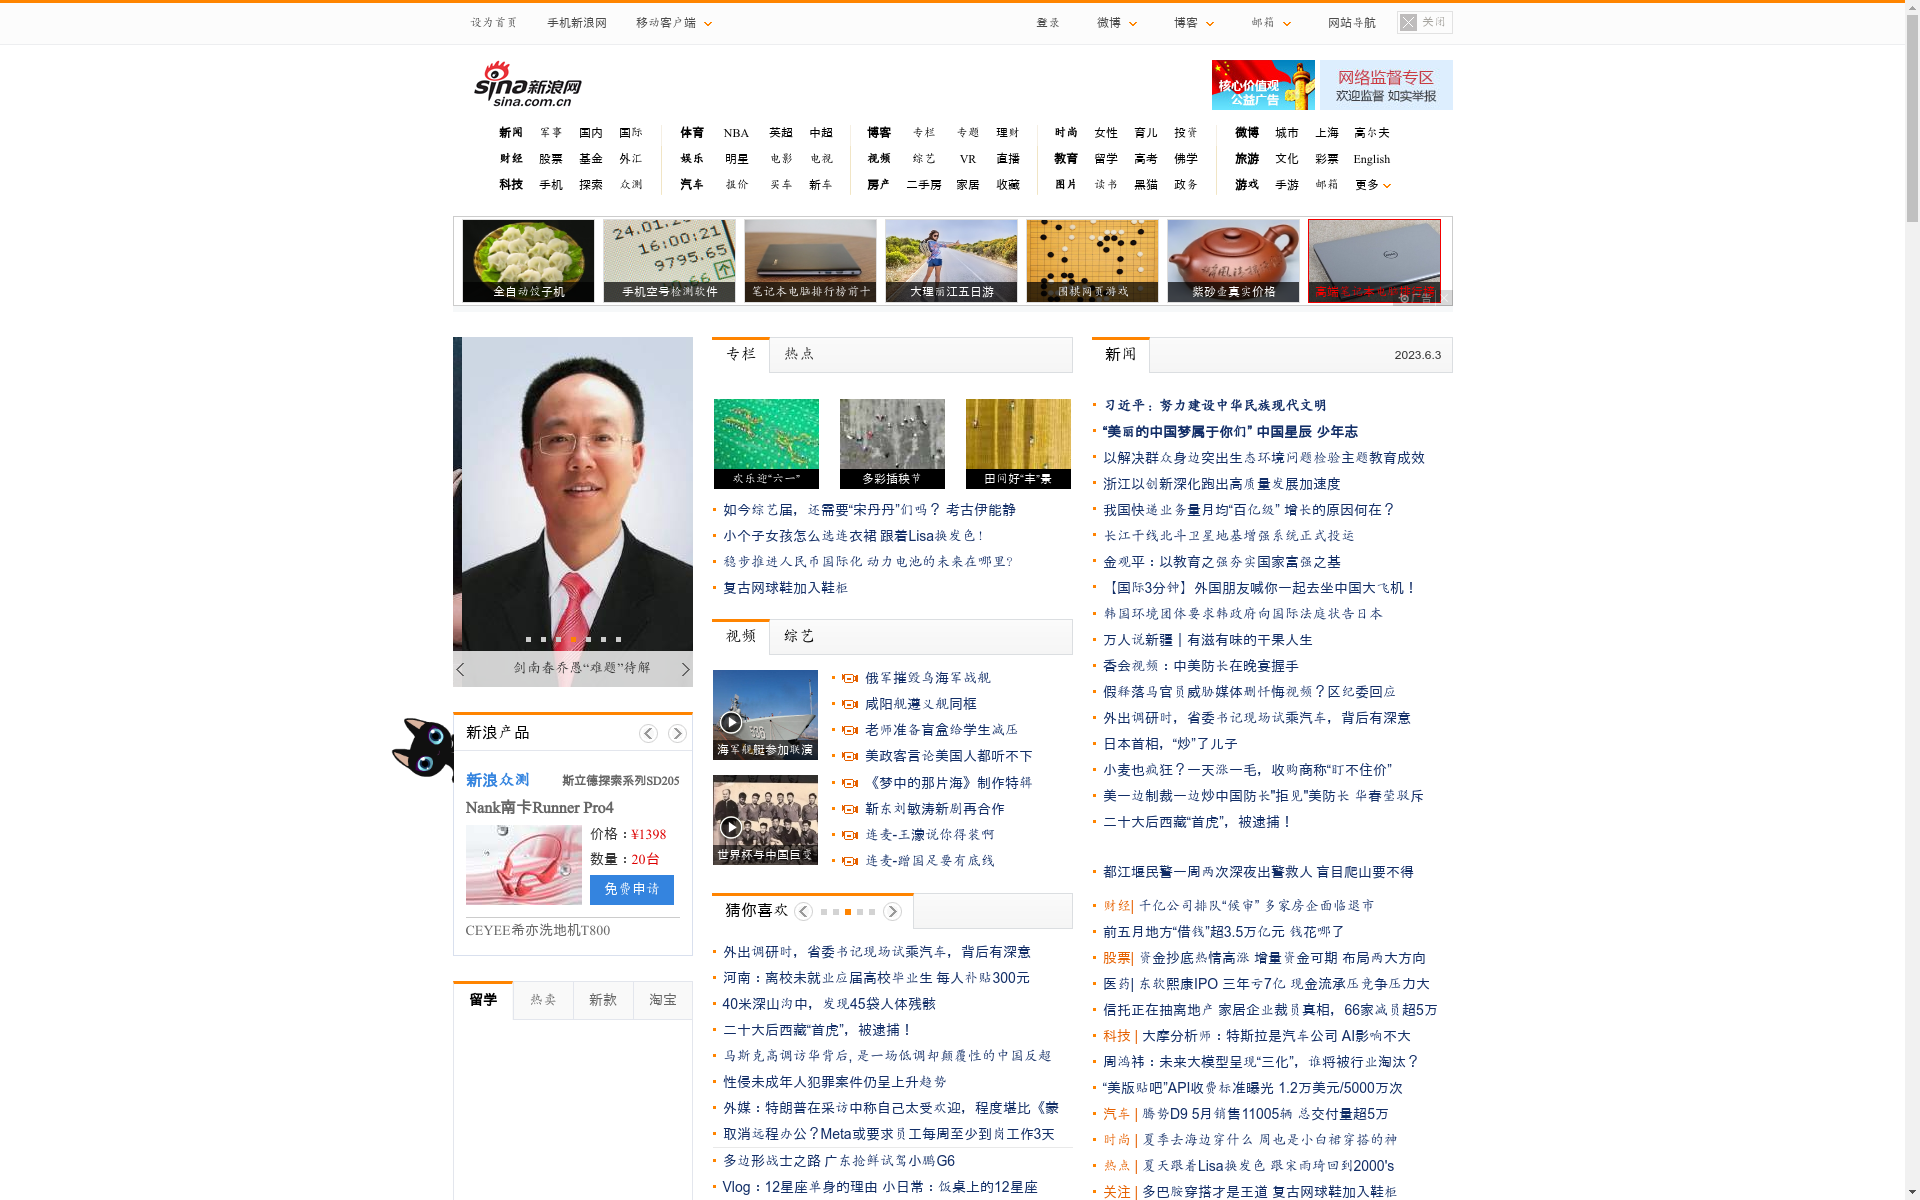 设为首页 手机新浪网 移动客户端 登录 微博 博客 邮箱 网站导航 关闭
sina新浪网
sina.com.cn
核心价值观
公益广告
网络监督专区
欢迎监督 如实举报
新闻 军事 国内 国际 体育 NBA 英超 中超 博客 专栏 专题 理财 时尚 女性 育儿 投资 微博 城市 上海 高尔夫
财经 股票 基金 外汇 娱乐 明星 电影 电视 视频 综艺 VR 直播 教育 留学 高考 佛学 旅游 文化 彩票 English
科技 手机 探索 众测 汽车 报价 买车 新车 房产 二手房 家居 收藏 图片 读书 黑猫 政务 游戏 手游 邮箱 更多
24.01.2
16:00:21
9795.65
全自动饺子机 手机空号检测软件 笔记本电脑排行榜前十 大理丽江五日游 围棋网页游戏 紫砂壶真实价格
广告
剑南春乔愚“难题”待解
新浪产品
新浪众测 斯立德探索系列SD205
Nank南卡Runner Pro4
价格：¥1398
数量：20台
免费申请
CEYEE希亦洗地机T800
留学 热卖 新款 淘宝
专栏 热点
欢乐迎“六一” 多彩插秧节 田间好“丰”景
如今综艺届，还需要“宋丹丹”们吗？ 考古伊能静
小个子女孩怎么选连衣裙 跟着Lisa换发色！
稳步推进人民币国际化 动力电池的未来在哪里？
复古网球鞋加入鞋柜
视频 综艺
598
海军舰艇参加联演
世界杯与中国巨变
俄军摧毁乌海军战舰
咸阳舰遵义舰同框
老师准备盲盒给学生减压
美政客言论美国人都听不下
《梦中的那片海》制作特辑
靳东刘敏涛新剧再合作
连麦-王濛说你得装啊
连麦-蹭国足要有底线
猜你喜欢
外出调研时，省委书记现场试乘汽车，背后有深意
河南：离校未就业应届高校毕业生 每人补贴300元
40米深山沟中，发现45袋人体残骸
二十大后西藏“首虎”，被逮捕！
马斯克高调访华背后, 是一场低调却颠覆性的中国反超
性侵未成年人犯罪案件仍呈上升趋势
外媒：特朗普在采访中称自己太受欢迎，程度堪比《蒙
取消远程办公？Meta或要求员工每周至少到岗工作3天
多边形战士之路 广东抢鲜试驾小鹏G6
Vlog：12星座单身的理由 小日常：饭桌上的12星座
新闻 2023.6.3
习近平：努力建设中华民族现代文明
“美丽的中国梦属于你们” 中国星辰 少年志
以解决群众身边突出生态环境问题检验主题教育成效
浙江以创新深化跑出高质量发展加速度
我国快递业务量月均“百亿级” 增长的原因何在？
长江干线北斗卫星地基增强系统正式投运
金观平：以教育之强夯实国家富强之基
【国际3分钟】外国朋友喊你一起去坐中国大飞机！
韩国环境团体要求韩政府向国际法庭状告日本
万人说新疆｜有滋有味的干果人生
香会视频：中美防长在晚宴握手
假释落马官员威胁媒体删忏悔视频？区纪委回应
外出调研时，省委书记现场试乘汽车，背后有深意
日本首相，“炒”了儿子
小麦也疯狂？一天涨一毛，收购商称“盯不住价”
美一边制裁一边炒中国防长"拒见"美防长 华春莹驳斥
二十大后西藏“首虎”，被逮捕！
都江堰民警一周两次深夜出警救人 盲目爬山要不得
财经| 千亿公司排队“候审” 多家房企面临退市
前五月地方“借钱”超3.5万亿元 钱花哪了
股票| 资金抄底热情高涨 增量资金可期 布局两大方向
医药| 东软熙康IPO 三年亏7亿 现金流承压竞争压力大
信托正在抽离地产 家居企业裁员真相，66家减员超5万
科技 | 大摩分析师：特斯拉是汽车公司 AI影响不大
周鸿祎：未来大模型呈现“三化”，谁将被行业淘汰？
“美版贴吧”API收费标准曝光 1.2万美元/5000万次
汽车 | 腾势D9 5月销售11005辆 总交付量超5万
时尚 | 夏季去海边穿什么 周也是小白裙穿搭的神
热点 | 夏天跟着Lisa换发色 跟宋雨琦回到2000's
关注 | 多巴胺穿搭才是王道 复古网球鞋加入鞋柜